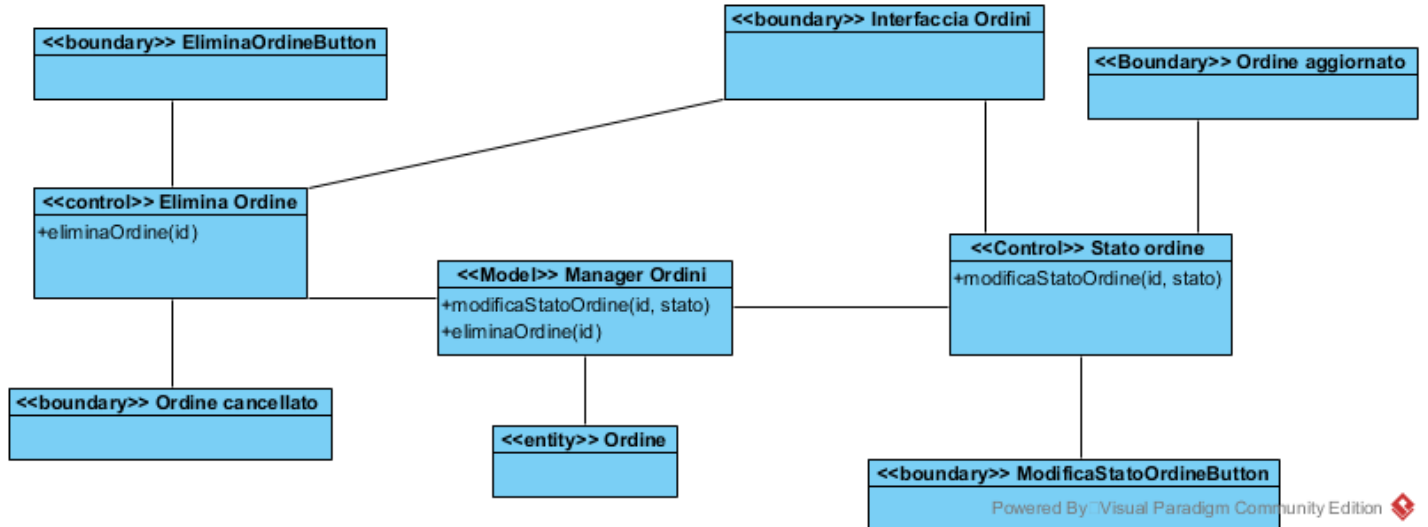 <<boundary>> Interfaccia Ordini
<<boundary>> EliminaOrdineButton
<<Boundary>> Ordine aggiornato
<<control>> Elimina Ordine
+eliminaOrdine(id)
<<Control>> Stato ordine
+modificaStatoOrdine(id, stato)
<<Model>> Manager Ordini
+modificaStatoOrdine(id, stato)
+eliminaOrdine(id)
<<boundary>> Ordine cancellato
<<entity>> Ordine
<<boundary>> ModificaStatoOrdineButton
Powered By Visual Paradigm Community Edition